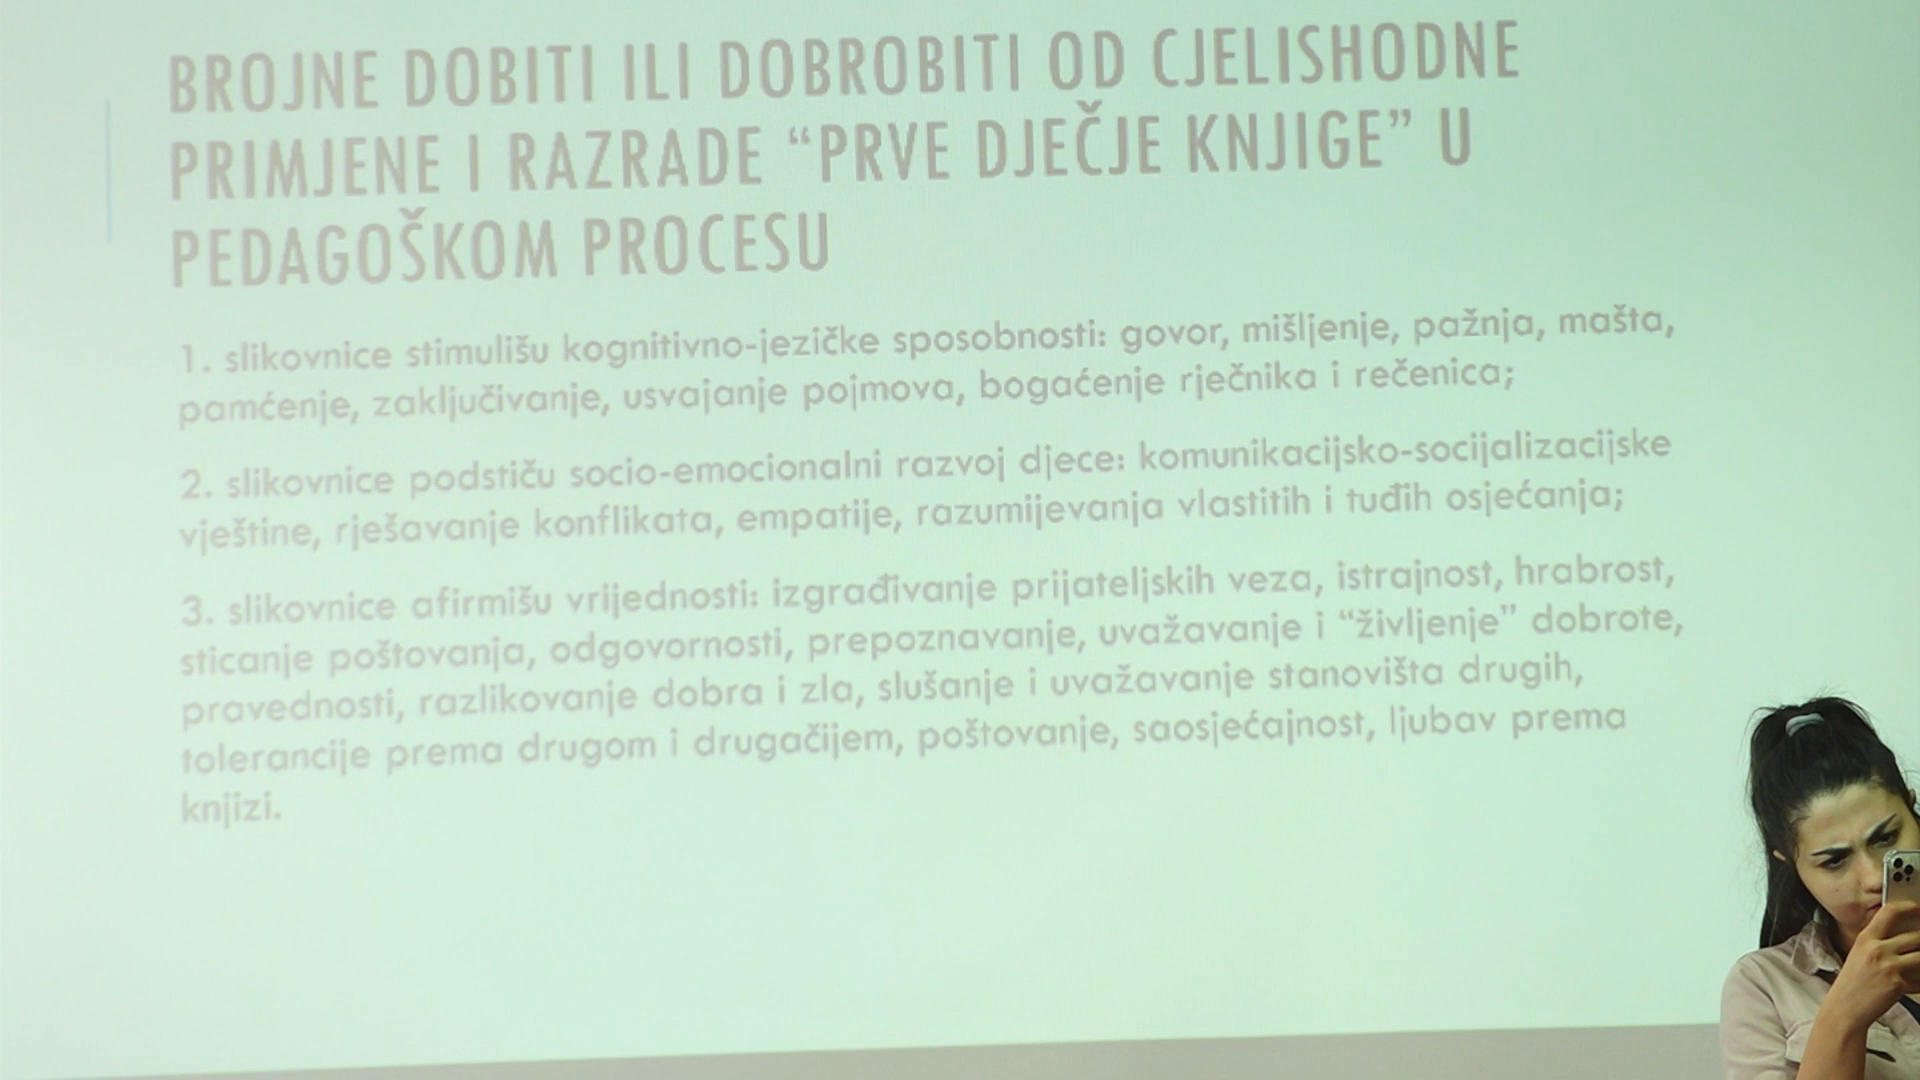 BROJNE DOBITI ILI DOBROBITI OD CJELISHODNE
PRIMJENE I RAZRADE “PRVE DJEČJE KNJIGE” U
PEDAGOŠKOM PROCESU
1. slikovnice stimulišu kognitivno-jezičke sposobnosti: govor, mišljenje, pažnja, mašta,
pamćenje, zaključivanje, usvajanje pojmova, bogaćenje rječnika i rečenica;
2. slikovnice podstiču socio-emocionalni razvoj djece: komunikacijsko-socijalizacijske
vještine, rješavanje konflikata, empatije, razumijevanja vlastitih i tuđih osjećanja;
3. slikovnice afirmišu vrijednosti: izgrađivanje prijateljskih veza, istrajnost, hrabrost,
sticanje poštovanja, odgovornosti, prepoznavanje, uvažavanje i “življenje” dobrote,
pravednosti, razlikovanje dobra i zla, slušanje i uvažavanje stanovišta drugih,
tolerancije prema drugom i drugačijem, poštovanje, saosjećajnost, ljubav prema
knjizi.